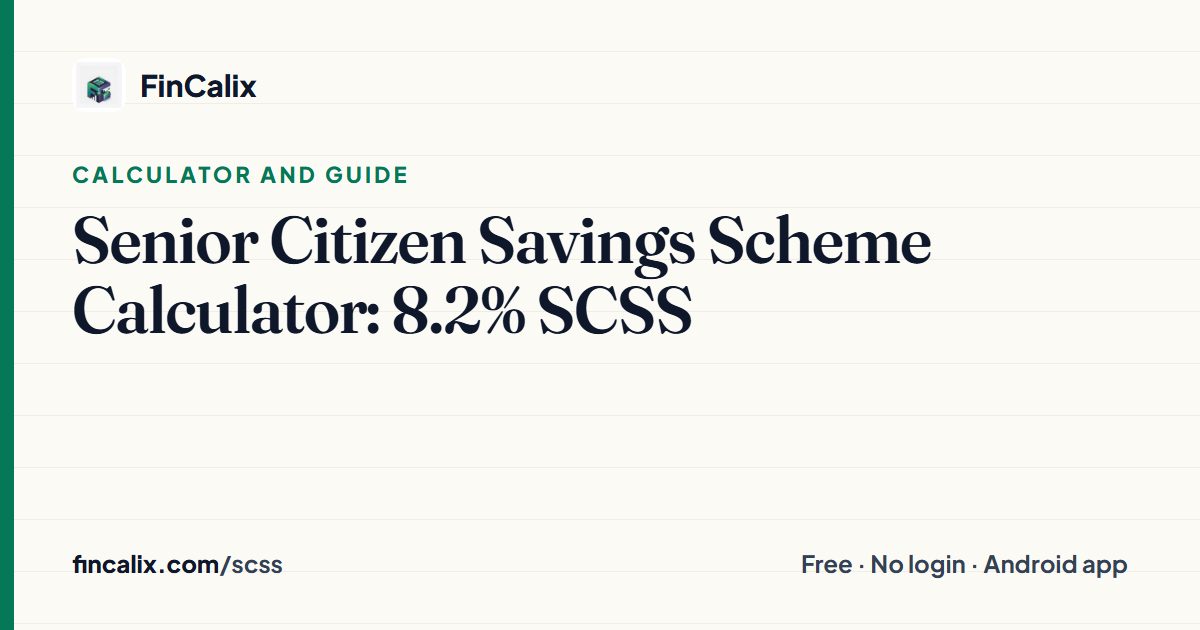 FinCalix
CALCULATOR AND GUIDE
Senior Citizen Savings Scheme
Calculator: 8.2% SCSS
fincalix.com/scss
Free · No login · Android app